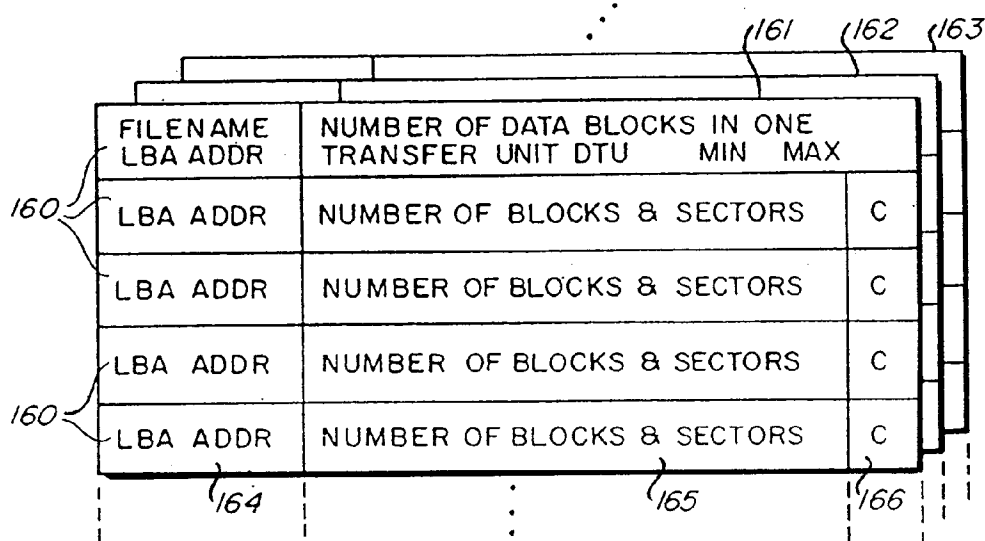 161 162 163
FILENAME NUMBER OF DATA BLOCKS IN ONE
LBA ADDR TRANSFER UNIT DTU MIN MAX
160
LBA ADDR NUMBER OF BLOCKS & SECTORS C
LBA ADDR NUMBER OF BLOCKS & SECTORS C
LBA ADDR NUMBER OF BLOCKS & SECTORS C
160
LBA ADDR NUMBER OF BLOCKS & SECTORS C
164 165 166